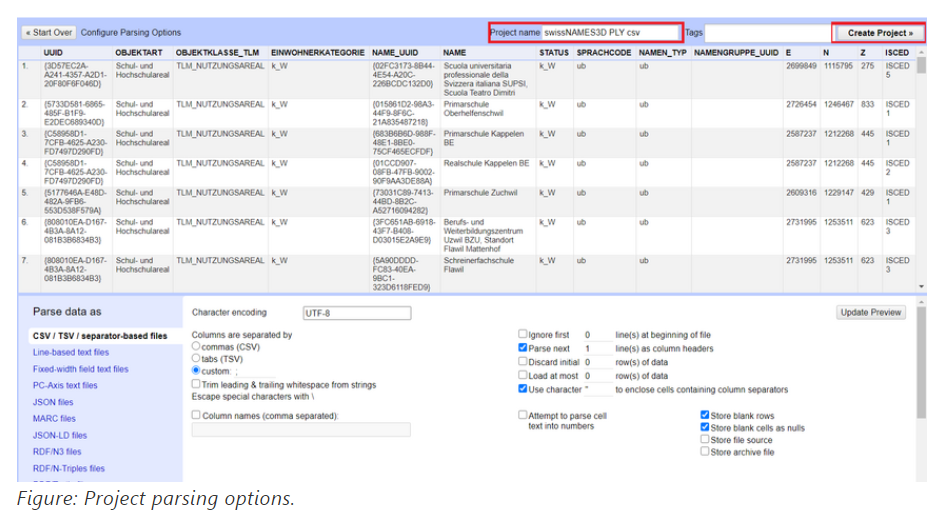 « Start Over Configure Parsing Options Project name swissNAMES3D PLY csv Tags Create Project »
UUID OBJEKTART OBJEKTKLASSE_TLM EINWOHNERKATEGORIE NAME_UUID NAME STATUS SPRACHCODE NAMEN_TYP NAMENGRUPPE_UUID E N Z ISCED
1. {3D57EC2A- Schul- und TLM_NUTZUNGSAREAL k_W {02FC3173-8B44- Scuola universitaria k_W ub ub 2699849 1115795 275 ISCED
A241-4357-A2D1- Hochschulareal 4E54-A20C- professionale della 5
20F80F6F046D} 226BCDC132D0} Svizzera italiana SUPSI,
Scuola Teatro Dimitri
2. {5733D581-6865- Schul- und TLM_NUTZUNGSAREAL k_W {015861D2-98A3- Primarschule k_W ub ub 2726454 1246467 833 ISCED
485F-B1F9- Hochschulareal 44F9-8F6C- Oberhelfenschwil 1
E2DEC689340D} 21A835487218}
3. {C58958D1- Schul- und TLM_NUTZUNGSAREAL k_W {683B6B6D-988F- Primarschule Kappelen k_W ub ub 2587237 1212268 445 ISCED
7CFB-4625-A230- Hochschulareal 48E1-8BE0- BE 1
FD7497D290FD} 75CF465ECFDF}
4. {C58958D1- Schul- und TLM_NUTZUNGSAREAL k_W {01CCD907- Realschule Kappelen BE k_W ub ub 2587237 1212268 445 ISCED
7FCB-4625-A230- Hochschulareal 08FB-47FB-9002- 2
FD7497D290FD} 90F9AA3DE88A}
5. {5177646A-E48D- Schul- und TLM_NUTZUNGSAREAL k_W {73031C89-7413- Primarschule Zuchwil k_W ub ub 2609316 1229147 429 ISCED
482A-9FB6- Hochschulareal 44BD-8B2C- 1
553D538F579A} A52716094282}
6. {808010EA-D167- Schul- und TLM_NUTZUNGSAREAL k_W {3FC651AB-6918- Berufs- und k_W ub ub 2731995 1253511 623 ISCED
4B3A-8A12- Hochschulareal 43F7-B408- Weiterbildungszentrum 3
081B3B6834B3} D03015E2A9E9} Uzwil BZU, Standort
Flawil Mattenhof
7. {808010EA-D167- Schul- und TLM_NUTZUNGSAREAL k_W {5A90DDDD- Schreinerfachschule k_W ub ub 2731995 1253511 623 ISCED
4B3A-8A12- Hochschulareal FC83-40EA- Flawil 3
081B3B6834B3} 9BC1-
323D6118FED9}
Parse data as
CSV / TSV / separator-based files
Line-based text files
Fixed-width field text files
PC-Axis text files
JSON files
MARC files
JSON-LD files
RDF/N3 files
RDF/N-Triples files
Character encoding UTF-8 Update Preview
Columns are separated by
commas (CSV)
tabs (TSV)
custom: ;
Trim leading & trailing whitespace from strings
Escape special characters with \
Column names (comma separated):
Ignore first 0 line(s) at beginning of file
Parse next 1 line(s) as column headers
Discard initial 0 row(s) of data
Load at most 0 row(s) of data
Use character " to enclose cells containing column separators
Attempt to parse cell
text into numbers
Store blank rows
Store blank cells as nulls
Store file source
Store archive file
Figure: Project parsing options.